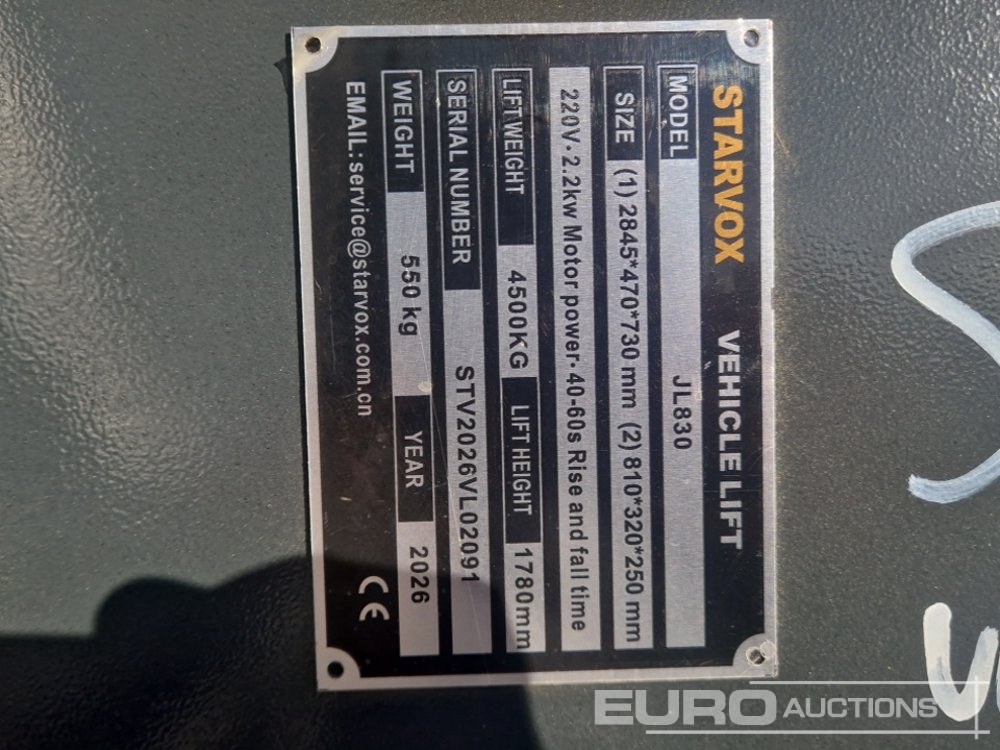 STARVOX VEHICLE LIFT
MODEL JL830
SIZE (1) 2845*470*730 mm (2) 810*320*250 mm
220V· 2.2kw Motor power· 40-60s Rise and fall time
LIFT WEIGHT 4500KG LIFT HEIGHT 1780mm
SERIAL NUMBER STV2026VL02091
WEIGHT 550 kg YEAR 2026
EMAIL: service@starvox.com.cn CE
EURO AUCTIONS